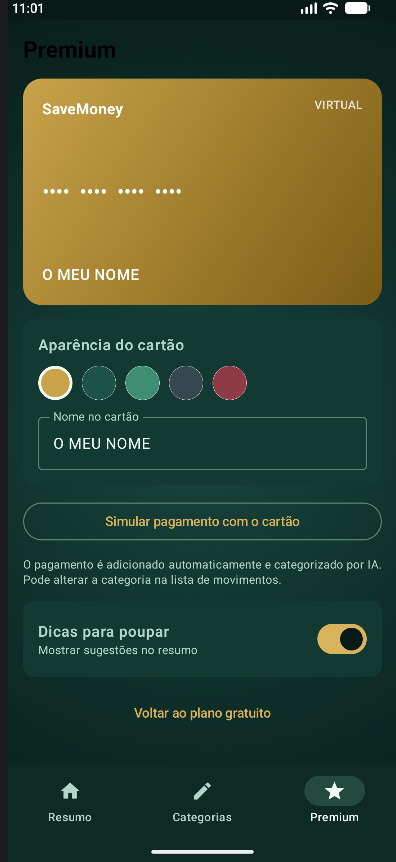 11:01
Premium
SaveMoney
VIRTUAL
•••• •••• •••• ••••
O MEU NOME
Aparência do cartão
Nome no cartão
O MEU NOME
Simular pagamento com o cartão
O pagamento é adicionado automaticamente e categorizado por IA.
Pode alterar a categoria na lista de movimentos.
Dicas para poupar
Mostrar sugestões no resumo
Voltar ao plano gratuito
Resumo
Categorias
Premium